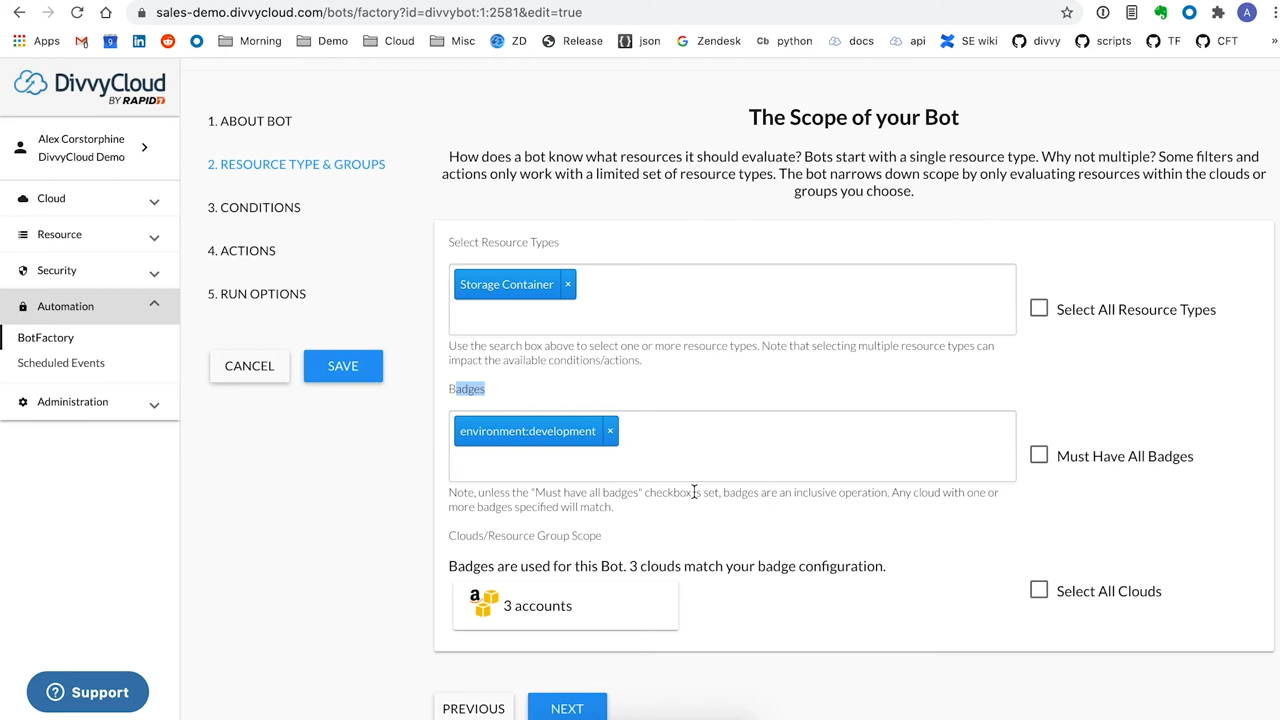 sales-demo.divvycloud.com/bots/factory?id=divvybot:1:2581&edit=true
A
Apps
9
Morning
Demo
Cloud
Misc
ZD
Release
json
Zendesk
Cb python
docs
api
SE wiki
divvy
scripts
TF
CFT
»
DivvyCloud
BY RAPID7
Alex Corstorphine
DivvyCloud Demo
Cloud
Resource
Security
Automation
BotFactory
Scheduled Events
Administration
Support
1. ABOUT BOT
2. RESOURCE TYPE & GROUPS
3. CONDITIONS
4. ACTIONS
5. RUN OPTIONS
CANCEL
SAVE
The Scope of your Bot
How does a bot know what resources it should evaluate? Bots start with a single resource type. Why not multiple? Some filters and
actions only work with a limited set of resource types. The bot narrows down scope by only evaluating resources within the clouds or
groups you choose.
Select Resource Types
Storage Container ×
Select All Resource Types
Use the search box above to select one or more resource types. Note that selecting multiple resource types can
impact the available conditions/actions.
Badges
environment:development ×
Must Have All Badges
Note, unless the "Must have all badges" checkbox is set, badges are an inclusive operation. Any cloud with one or
more badges specified will match.
Clouds/Resource Group Scope
Badges are used for this Bot. 3 clouds match your badge configuration.
a
3 accounts
Select All Clouds
PREVIOUS
NEXT